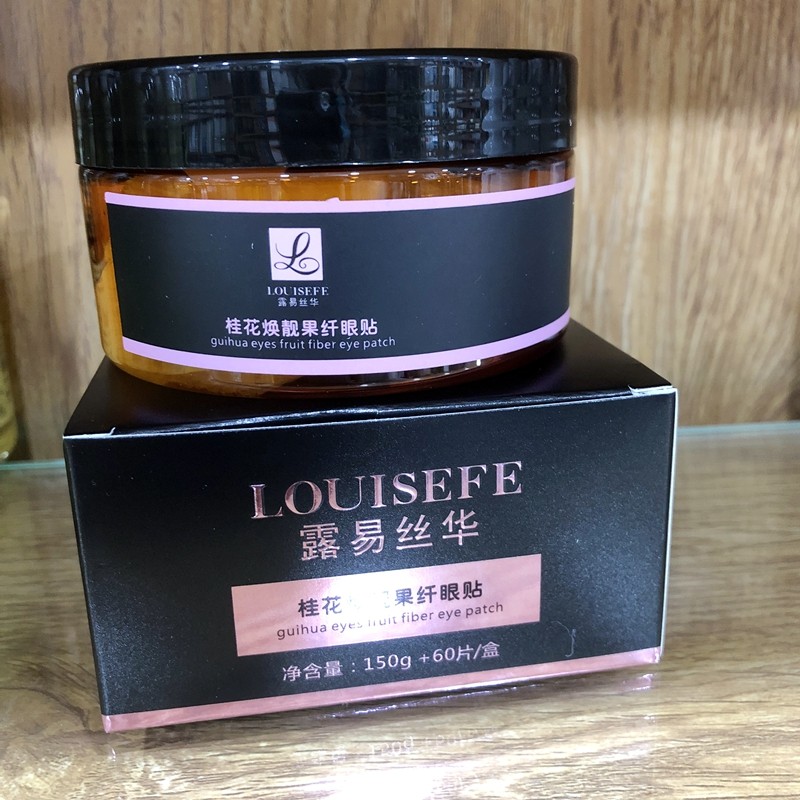 L
LOUISEFE
露易丝华
桂花焕靓果纤眼贴
guihua eyes fruit fiber eye patch
LOUISEFE
露易丝华
桂花焕靓果纤眼贴
guihua eyes fruit fiber eye patch
净含量：150g +60片/盒